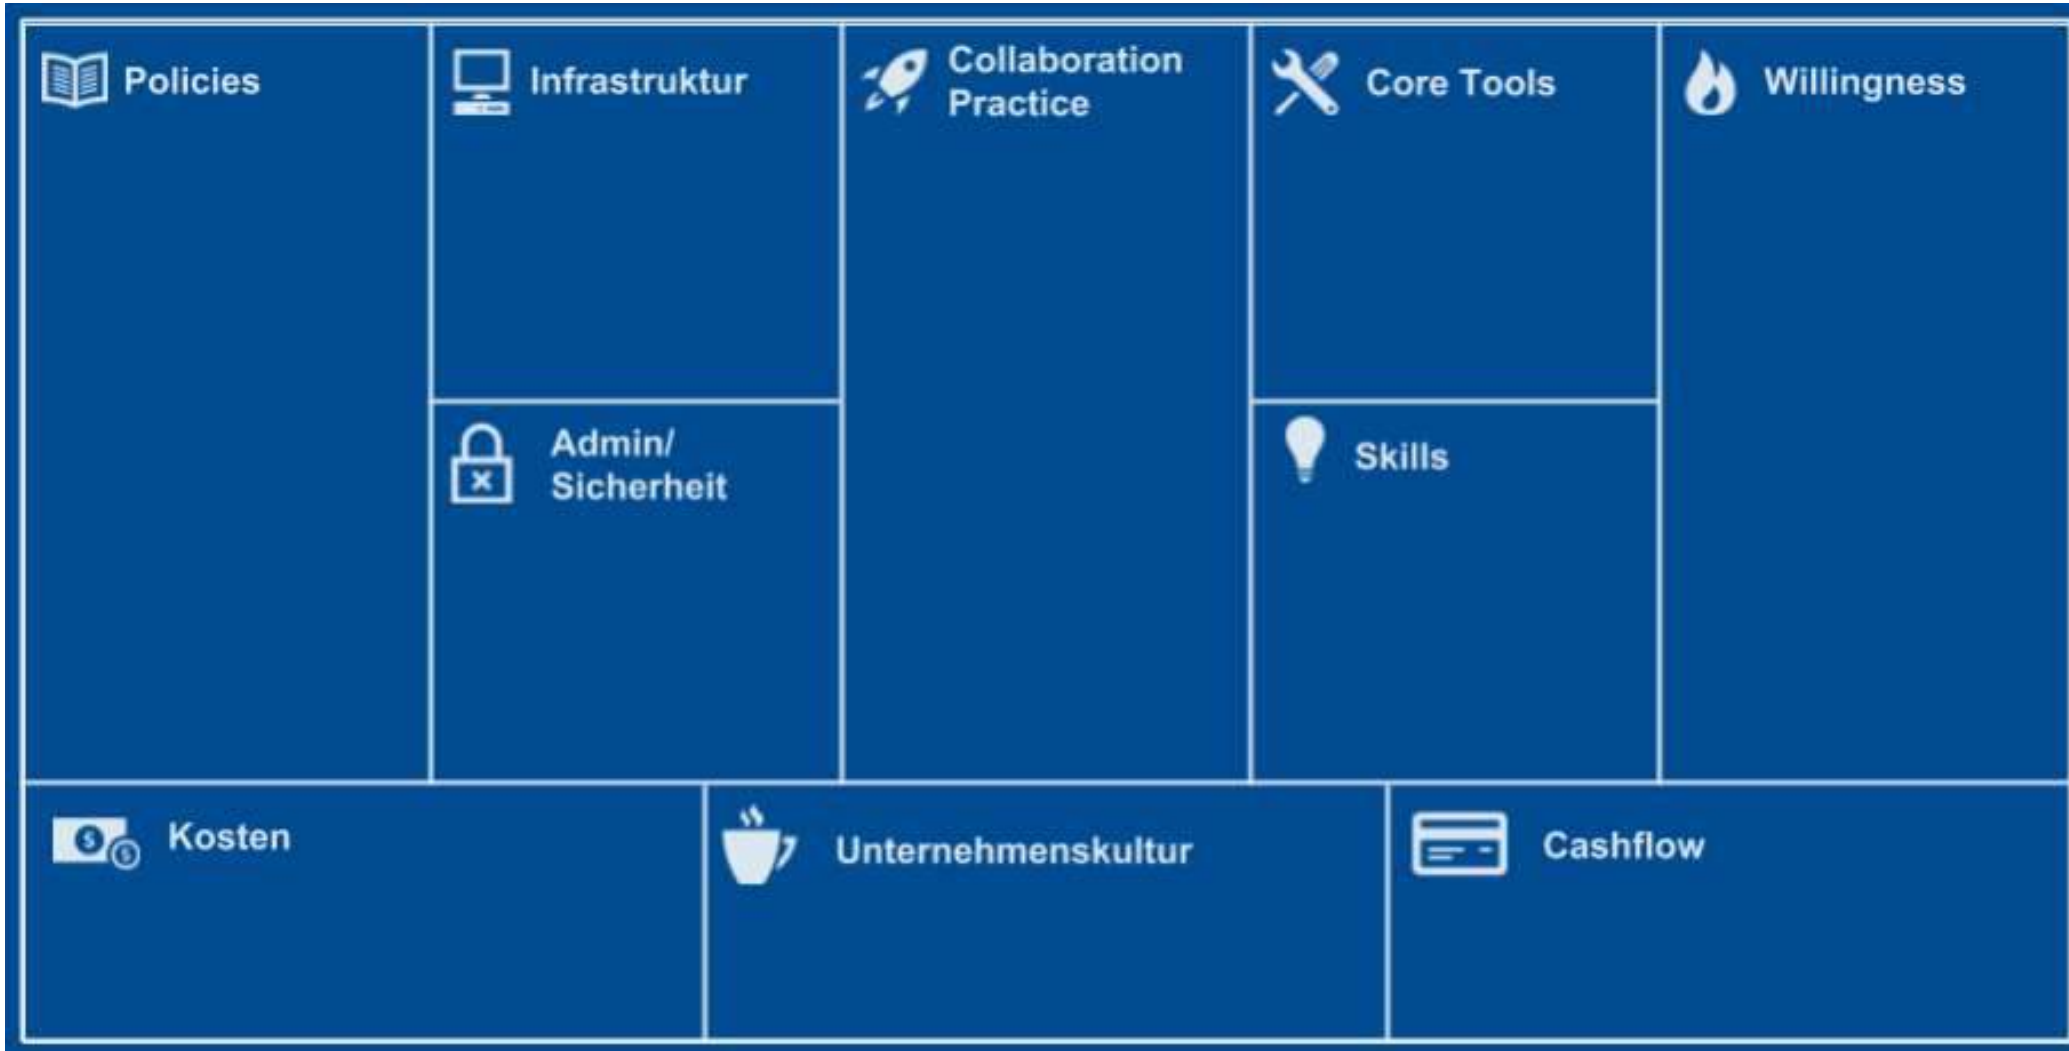 Policies
Infrastruktur
Collaboration
Practice
Core Tools
Willingness
Admin/
Sicherheit
Skills
Kosten
Unternehmenskultur
Cashflow